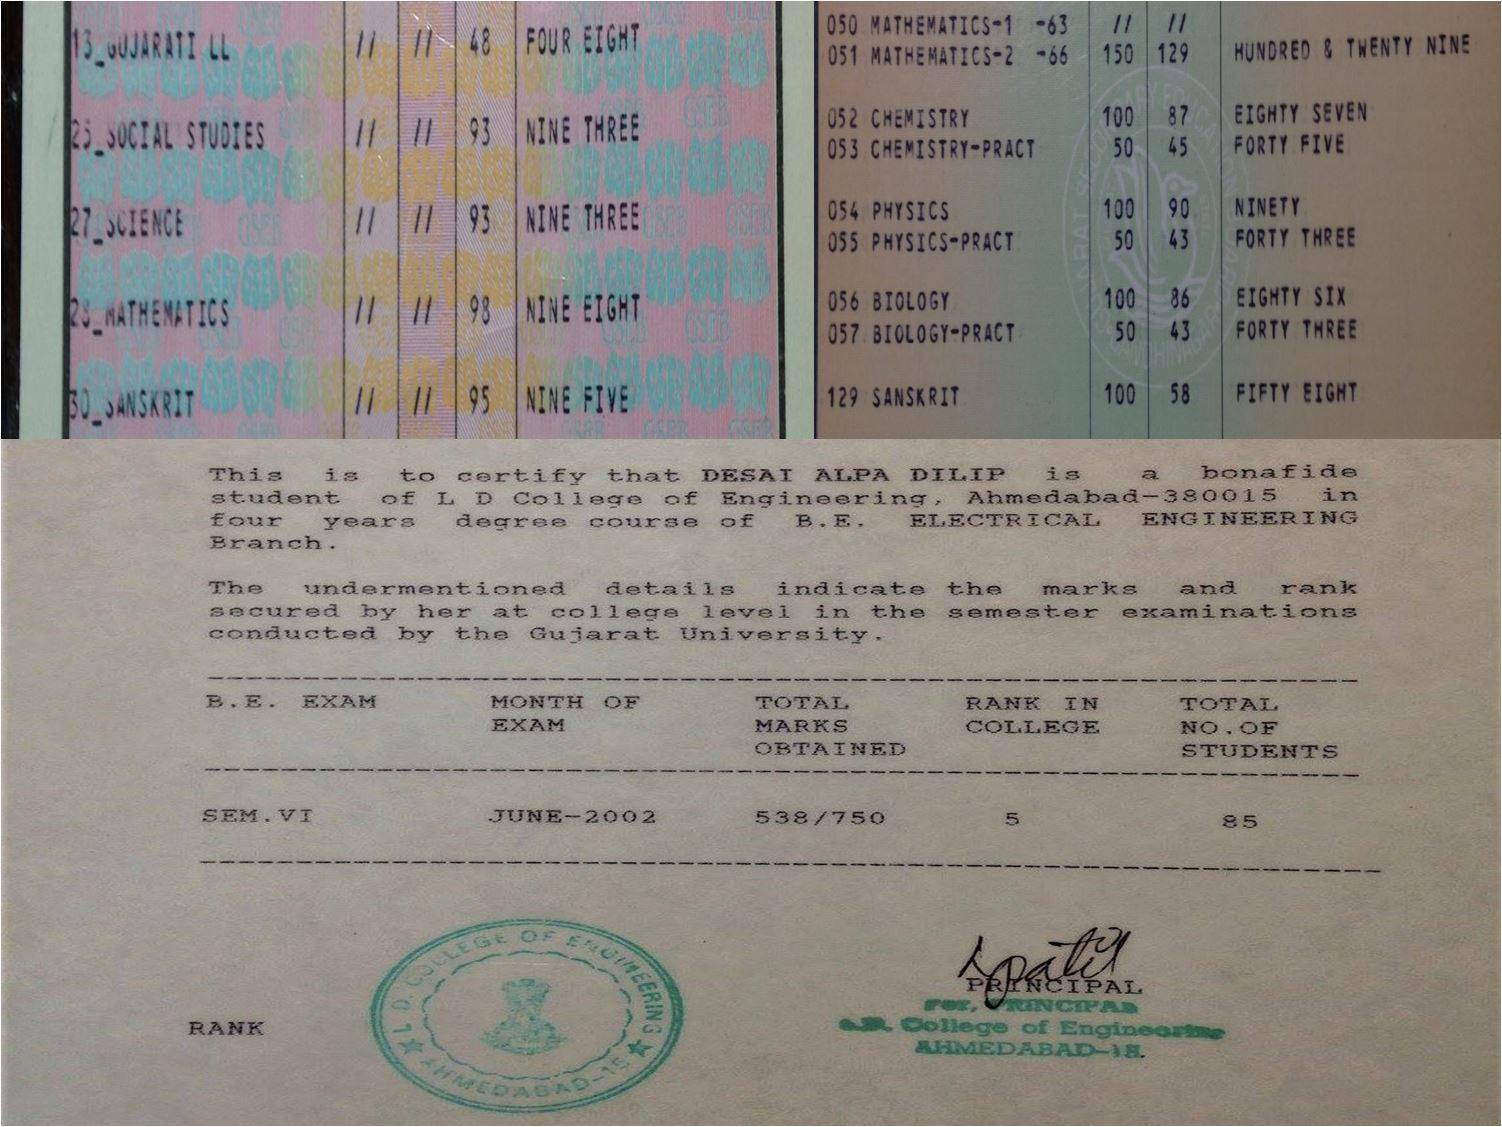 13_GUJARATI LL // // 48 FOUR EIGHT
25_SOCIAL STUDIES // // 93 NINE THREE
27_SCIENCE // // 93 NINE THREE
28_MATHEMATICS // // 98 NINE EIGHT
30_SANSKRIT // // 95 NINE FIVE
050 MATHEMATICS-1 -63 // //
051 MATHEMATICS-2 -66 150 129 HUNDRED & TWENTY NINE
052 CHEMISTRY 100 87 EIGHTY SEVEN
053 CHEMISTRY-PRACT 50 45 FORTY FIVE
054 PHYSICS 100 90 NINETY
055 PHYSICS-PRACT 50 43 FORTY THREE
056 BIOLOGY 100 86 EIGHTY SIX
057 BIOLOGY-PRACT 50 43 FORTY THREE
129 SANSKRIT 100 58 FIFTY EIGHT
This is to certify that DESAI ALPA DILIP is a bonafide
student of L D College of Engineering, Ahmedabad-380015 in
four years degree course of B.E. ELECTRICAL ENGINEERING
Branch.
The undermentioned details indicate the marks and rank
secured by her at college level in the semester examinations
conducted by the Gujarat University.
B.E. EXAM MONTH OF TOTAL RANK IN TOTAL
EXAM MARKS COLLEGE NO.OF
OBTAINED STUDENTS
SEM.VI JUNE-2002 538/750 5 85
L. D. COLLEGE OF ENGINEERING
AHMEDABAD-15
RANK
PRINCIPAL
For, PRINCIPAL
College of Engineering
AHMEDABAD-